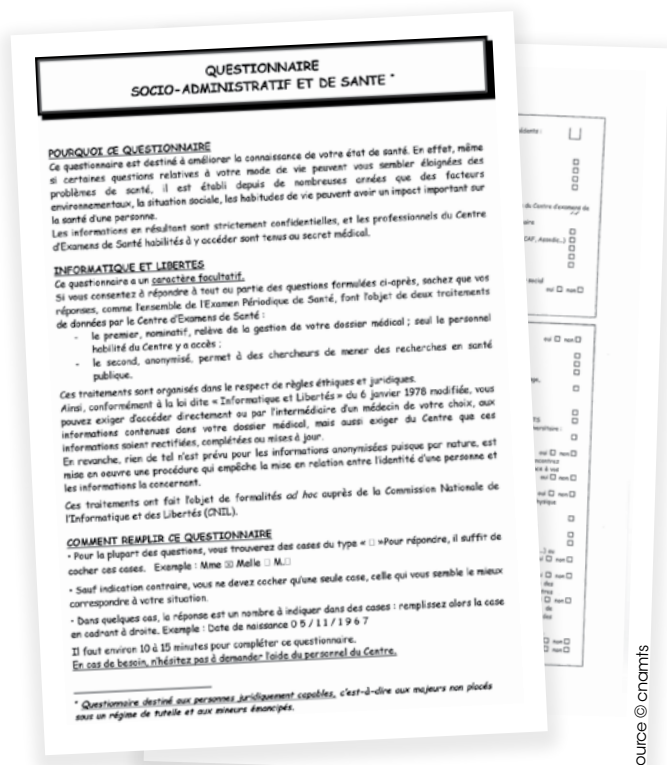 QUESTIONNAIRE
SOCIO-ADMINISTRATIF ET DE SANTE *
POURQUOI CE QUESTIONNAIRE
Ce questionnaire est destiné à améliorer la connaissance de votre état de santé. En effet, même
si certaines questions relatives à votre mode de vie peuvent vous sembler éloignées des
problèmes de santé, il est établi depuis de nombreuses années que des facteurs
environnementaux, la situation sociale, les habitudes de vie peuvent avoir un impact important sur
la santé d'une personne.
Les informations en résultant sont strictement confidentielles, et les professionnels du Centre
d'Examens de Santé habilités à y accéder sont tenus au secret médical.
INFORMATIQUE ET LIBERTES
Ce questionnaire a un caractère facultatif.
Si vous consentez à répondre à tout ou partie des questions formulées ci-après, sachez que vos
réponses, comme l'ensemble de l'Examen Périodique de Santé, font l'objet de deux traitements
de données par le Centre d'Examens de Santé :
- le premier, nominatif, relève de la gestion de votre dossier médical ; seul le personnel
habilité du Centre y a accès ;
- le second, anonymisé, permet à des chercheurs de mener des recherches en santé
publique.
Ces traitements sont organisés dans le respect de règles éthiques et juridiques.
Ainsi, conformément à la loi dite « Informatique et Libertés » du 6 janvier 1978 modifiée, vous
pouvez exiger d'accéder directement ou par l'intermédiaire d'un médecin de votre choix, aux
informations contenues dans votre dossier médical, mais aussi exiger du Centre que ces
informations soient rectifiées, complétées ou mises à jour.
En revanche, rien de tel n'est prévu pour les informations anonymisées puisque par nature, est
mise en oeuvre une procédure qui empêche la mise en relation entre l'identité d'une personne et
les informations la concernant.
Ces traitements ont fait l'objet de formalités ad hoc auprès de la Commission Nationale de
l'Informatique et des Libertés (CNIL).
COMMENT REMPLIR CE QUESTIONNAIRE
• Pour la plupart des questions, vous trouverez des cases du type « □ »Pour répondre, il suffit de
cocher ces cases. Exemple : Mme ☒ Melle □ M.□
• Sauf indication contraire, vous ne devez cocher qu'une seule case, celle qui vous semble le mieux
correspondre à votre situation.
• Dans quelques cas, la réponse est un nombre à indiquer dans des cases : remplissez alors la case
en cadrant à droite. Exemple : Date de naissance 0 5 / 1 1 / 1 9 6 7
Il faut environ 10 à 15 minutes pour compléter ce questionnaire.
En cas de besoin, n'hésitez pas à demander l'aide du personnel du Centre.
* Questionnaire destiné aux personnes juridiquement capables, c'est-à-dire aux majeurs non placés
sous un régime de tutelle et aux mineurs émancipés.
du Centre d'examens de
CAF, Assedic,..)
social
oui □ non □
oui □ non □
oui □ non □
oui □ non □
oui □ non □
ource © cnamts